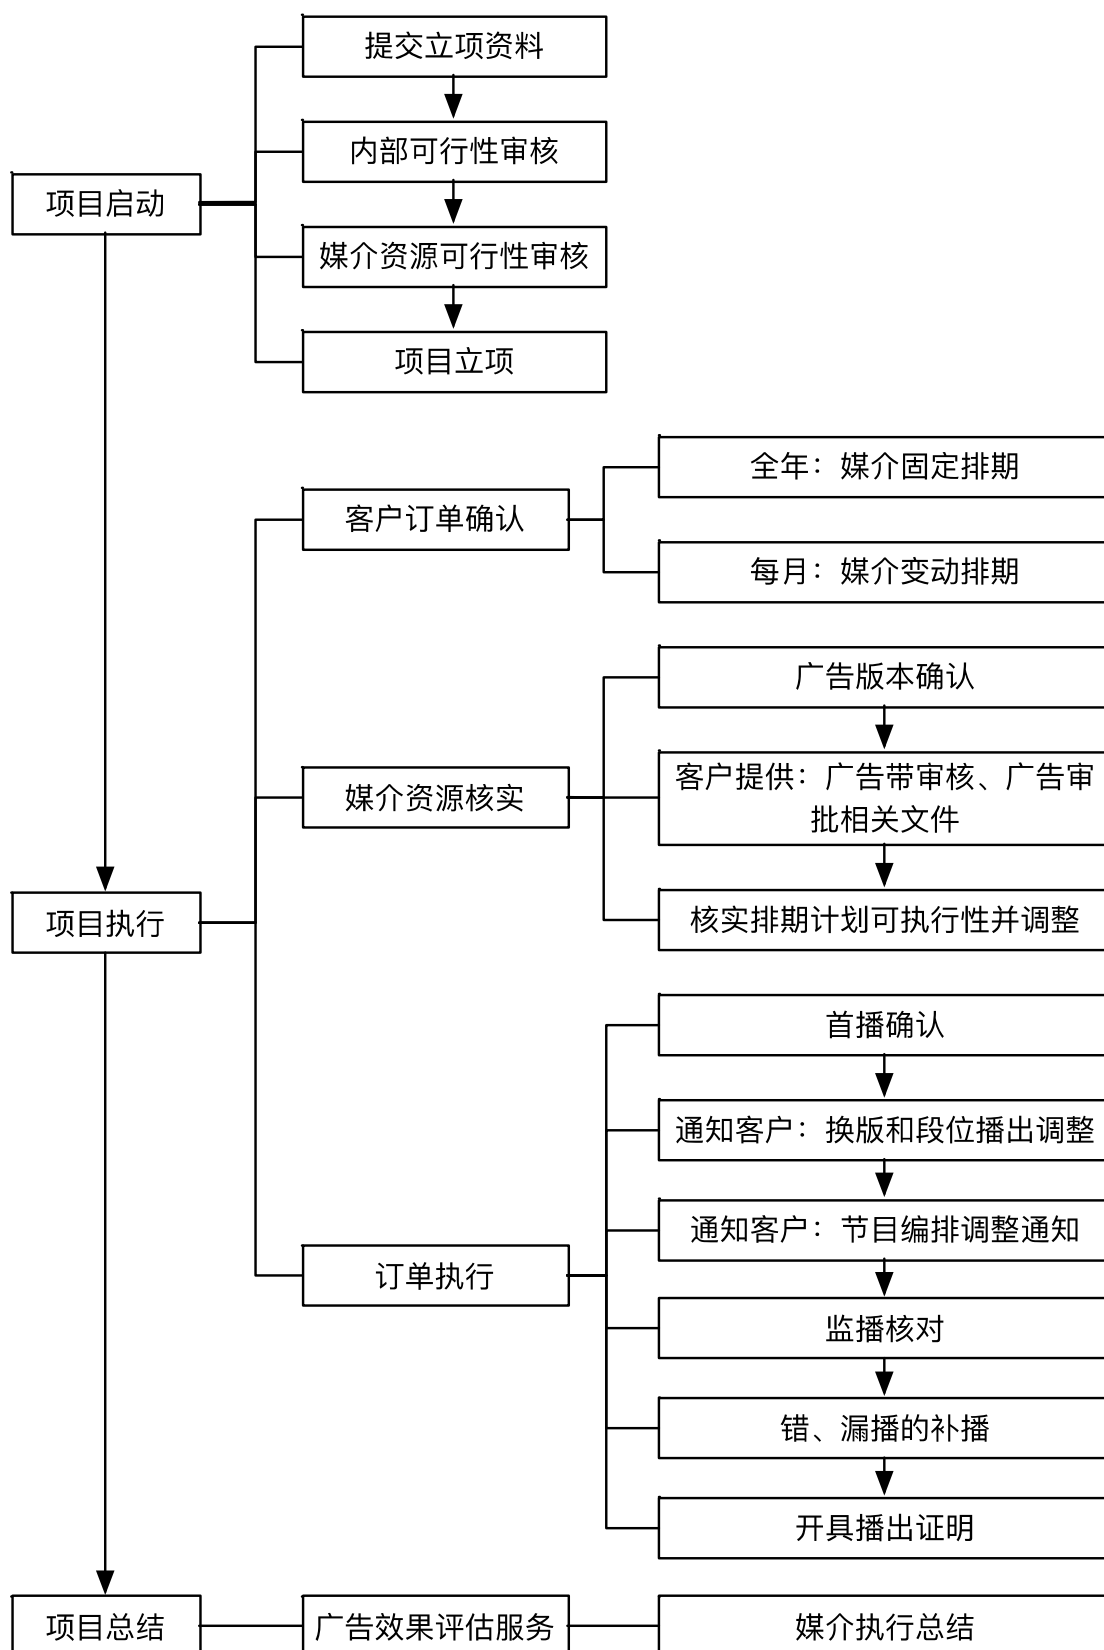 提交立项资料
内部可行性审核
项目启动
媒介资源可行性审核
项目立项
全年：媒介固定排期
客户订单确认
每月：媒介变动排期
广告版本确认
客户提供：广告带审核、广告审
批相关文件
媒介资源核实
项目执行
核实排期计划可执行性并调整
首播确认
通知客户：换版和段位播出调整
通知客户：节目编排调整通知
订单执行
监播核对
错、漏播的补播
开具播出证明
项目总结
广告效果评估服务
媒介执行总结